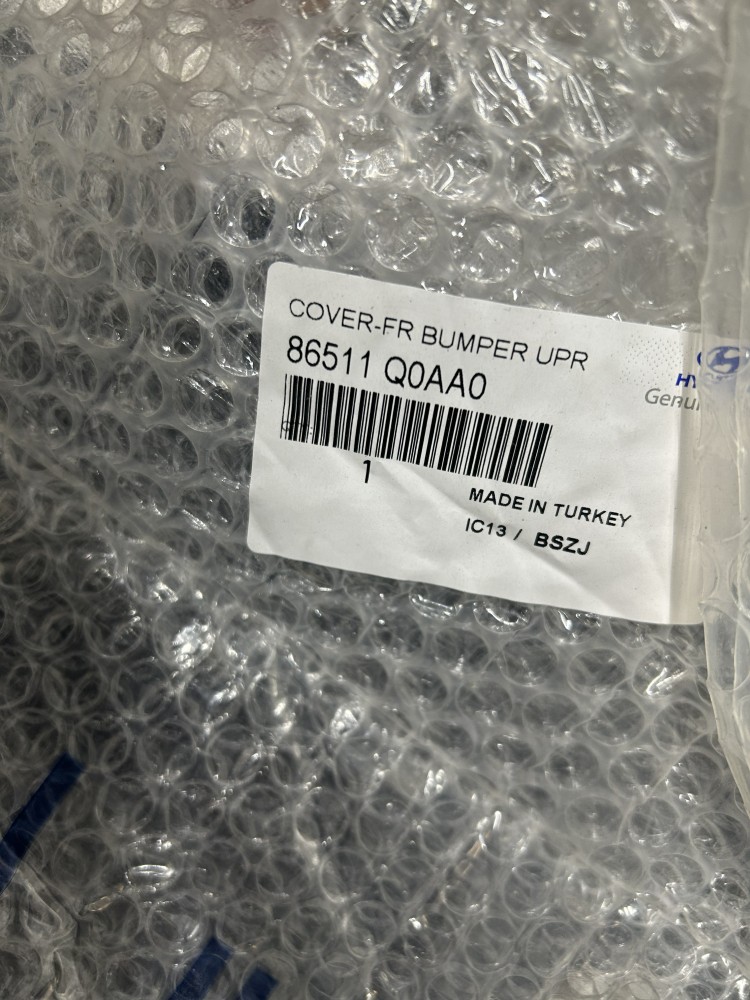 COVER-FR BUMPER UPR
86511 Q0AA0
1
MADE IN TURKEY
IC13 / BSZJ